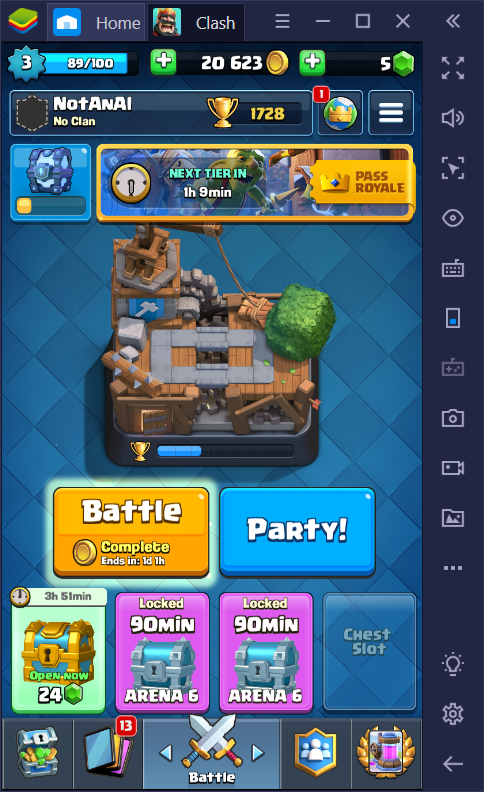 Home
Clash
3
89/100
20 623
5
NotAnAI
No Clan
1728
1
NEXT TIER IN
1h 9min
PASS
ROYALE
Battle
Complete
Ends in: 1d 1h
Party!
3h 51min
OPEN NOW
24
Locked
90MIN
ARENA 6
Locked
90MIN
ARENA 6
Chest
Slot
13
Battle